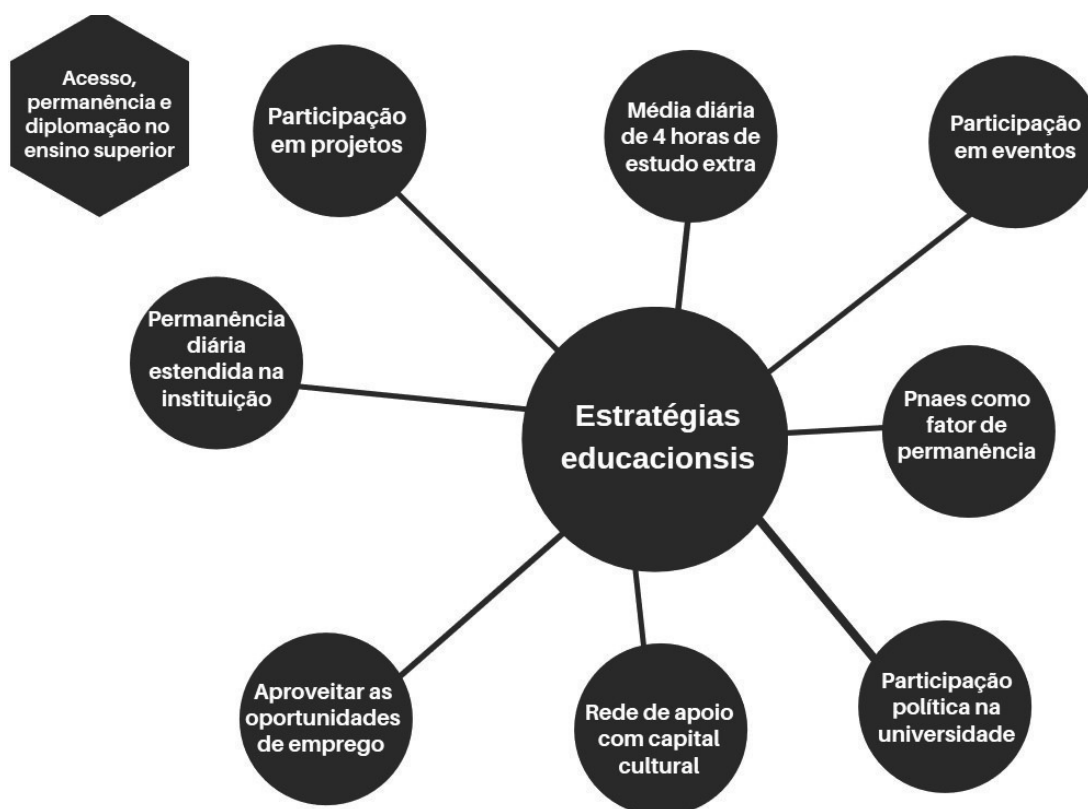 Acesso,
permanência e
diplomação no
ensino superior
Participação
em projetos
Média diária
de 4 horas de
estudo extra
Participação
em eventos
Permanência
diária
estendida na
instituição
Estratégias
educacionsis
Pnaes como
fator de
permanência
Aproveitar as
oportunidades
de emprego
Rede de apoio
com capital
cultural
Participação
política na
universidade